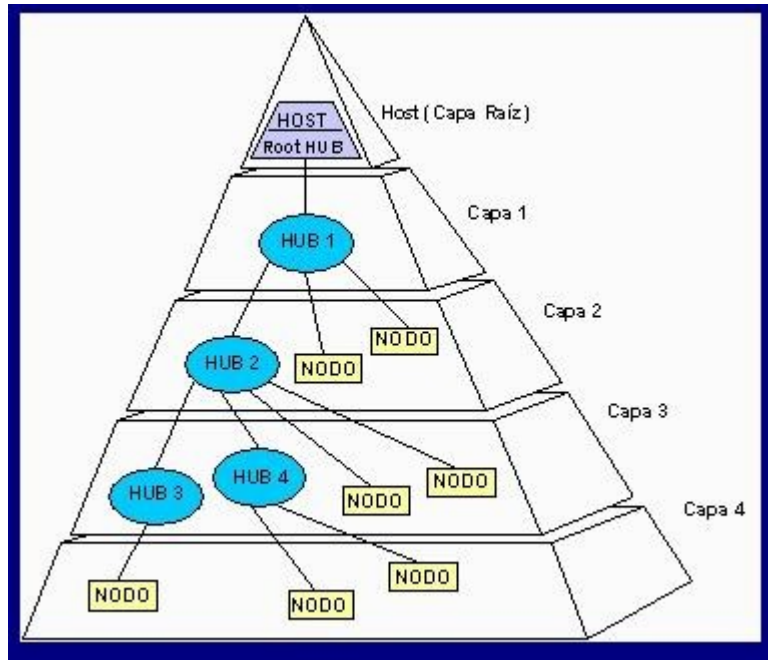 HOST
Root HUB
Host (Capa Raíz)
Capa 1
HUB 1
Capa 2
NODO
HUB 2
NODO
Capa 3
HUB 4
NODO
HUB 3
NODO
Capa 4
NODO
NODO
NODO